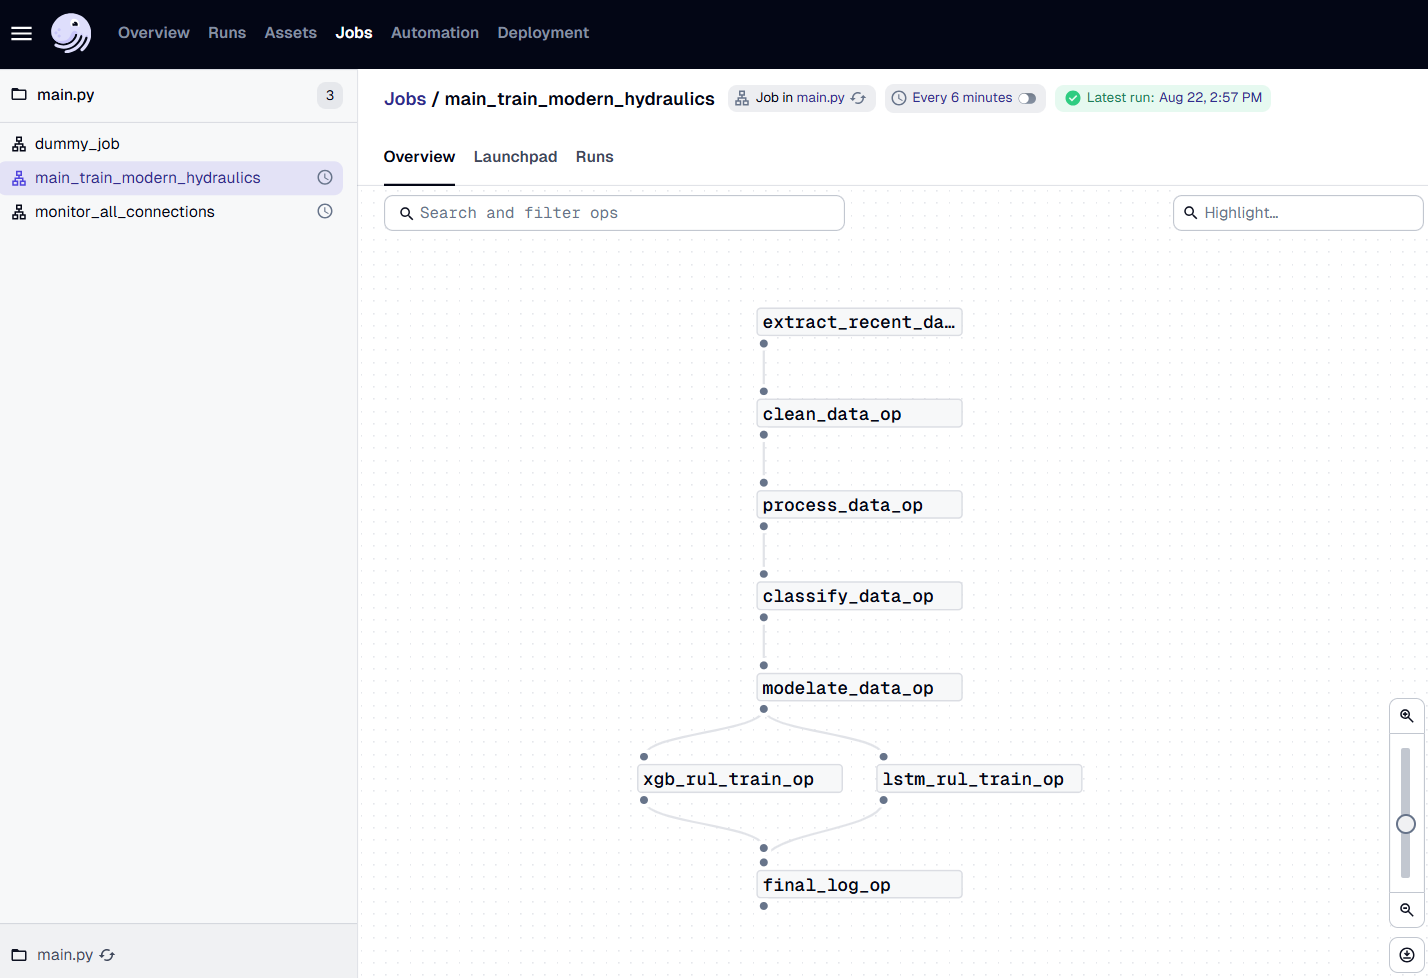 Overview Runs Assets Jobs Automation Deployment
main.py 3
dummy_job
main_train_modern_hydraulics
monitor_all_connections
Jobs / main_train_modern_hydraulics Job in main.py Every 6 minutes Latest run: Aug 22, 2:57 PM
Overview Launchpad Runs
Search and filter ops Highlight…
extract_recent_da…
clean_data_op
process_data_op
classify_data_op
modelate_data_op
xgb_rul_train_op lstm_rul_train_op
final_log_op
main.py